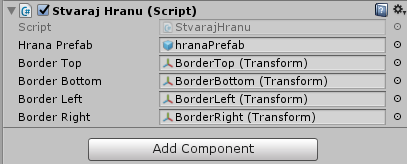 Stvaraj Hranu (Script)
Script StvarajHranu
Hrana Prefab hranaPrefab
Border Top BorderTop (Transform)
Border Bottom BorderBottom (Transform)
Border Left BorderLeft (Transform)
Border Right BorderRight (Transform)
Add Component